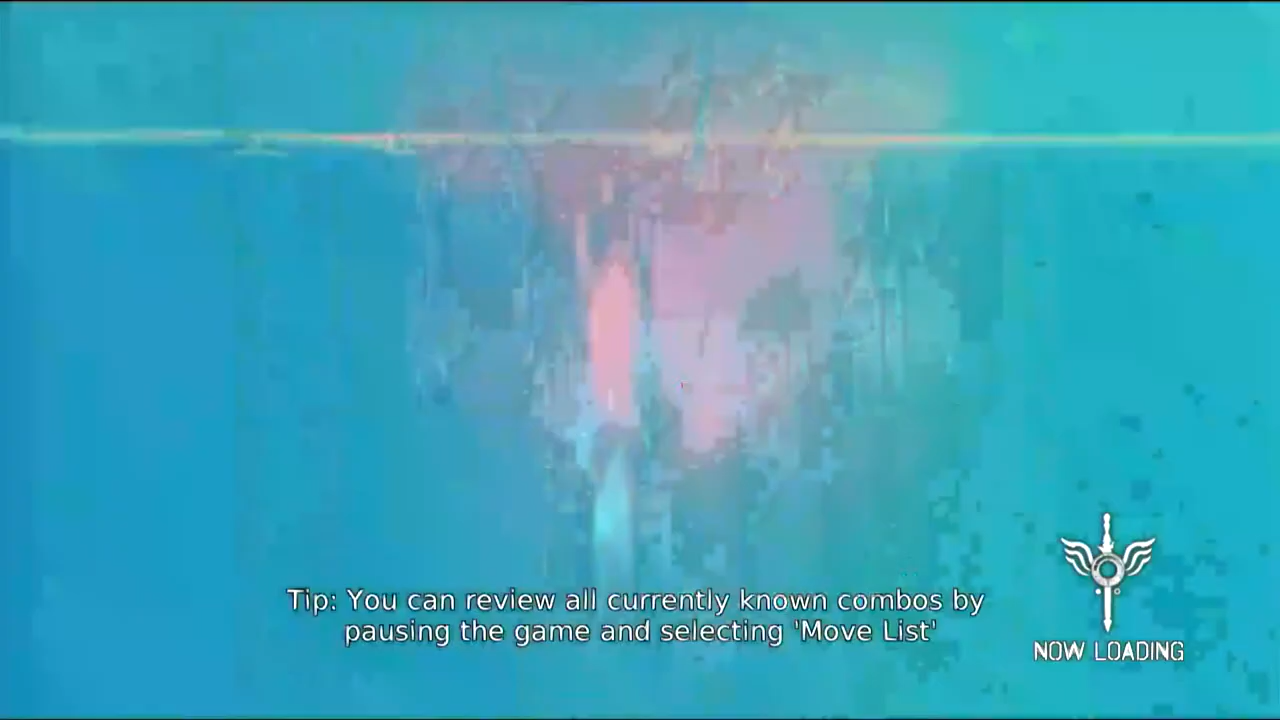 Tip: You can review all currently known combos by
pausing the game and selecting 'Move List'
NOW LOADING